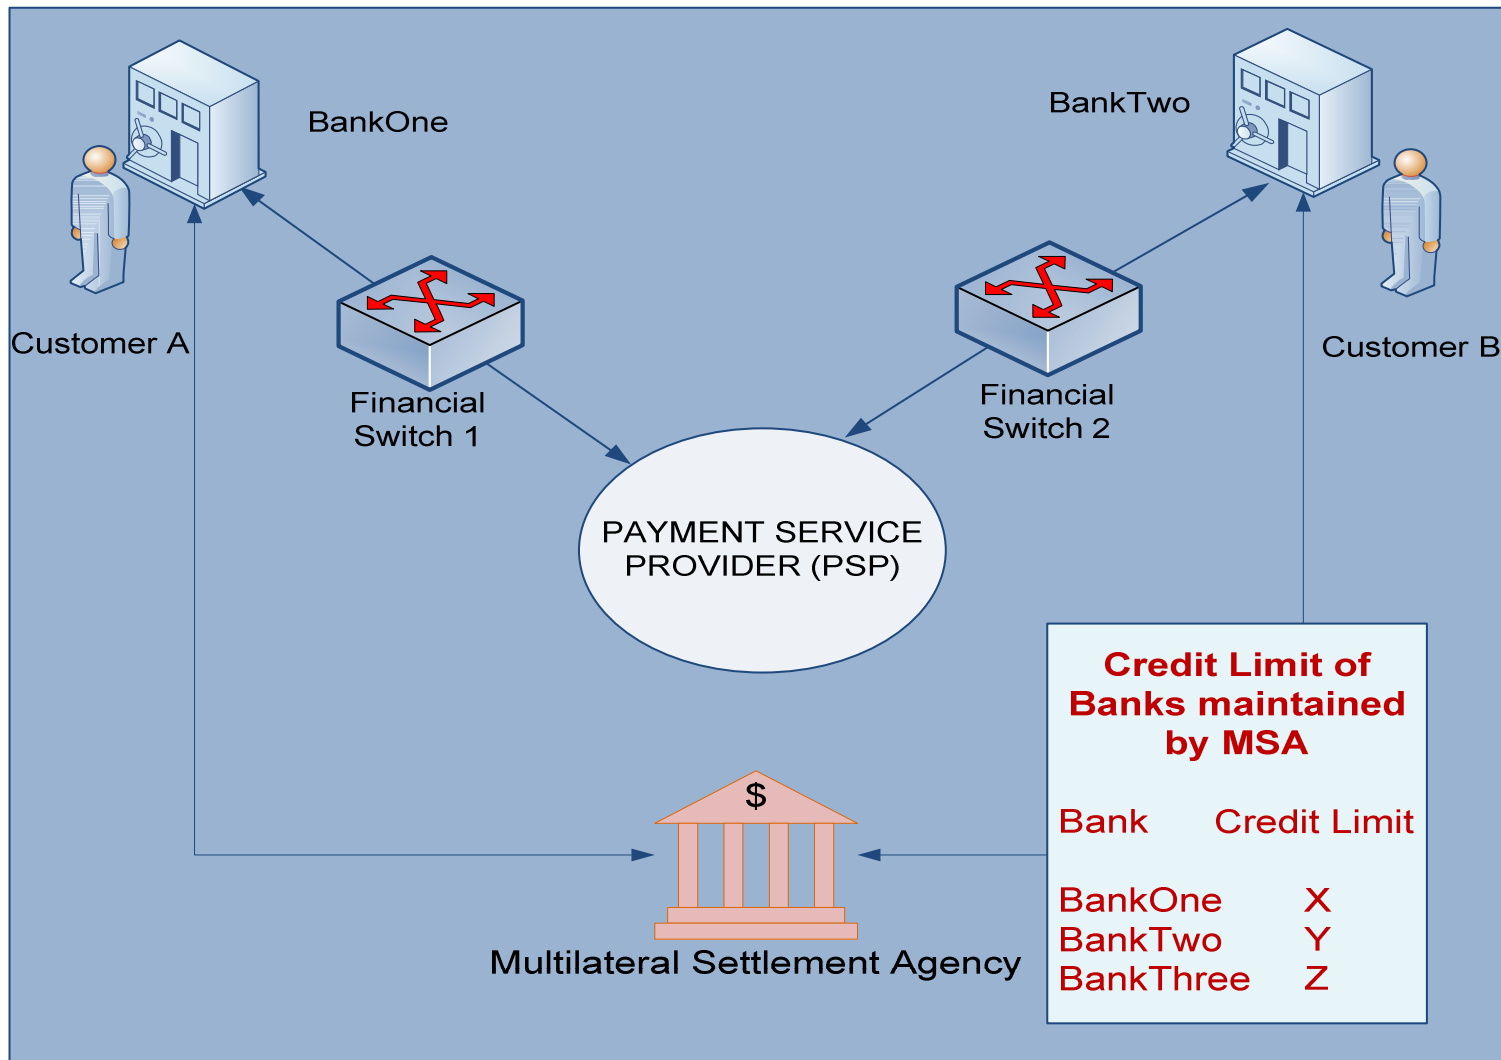 BankOne
BankTwo
Customer A
Customer B
Financial
Switch 1
Financial
Switch 2
PAYMENT SERVICE
PROVIDER (PSP)
Credit Limit of
Banks maintained
by MSA
Bank Credit Limit
BankOne X
BankTwo Y
BankThree Z
$
Multilateral Settlement Agency